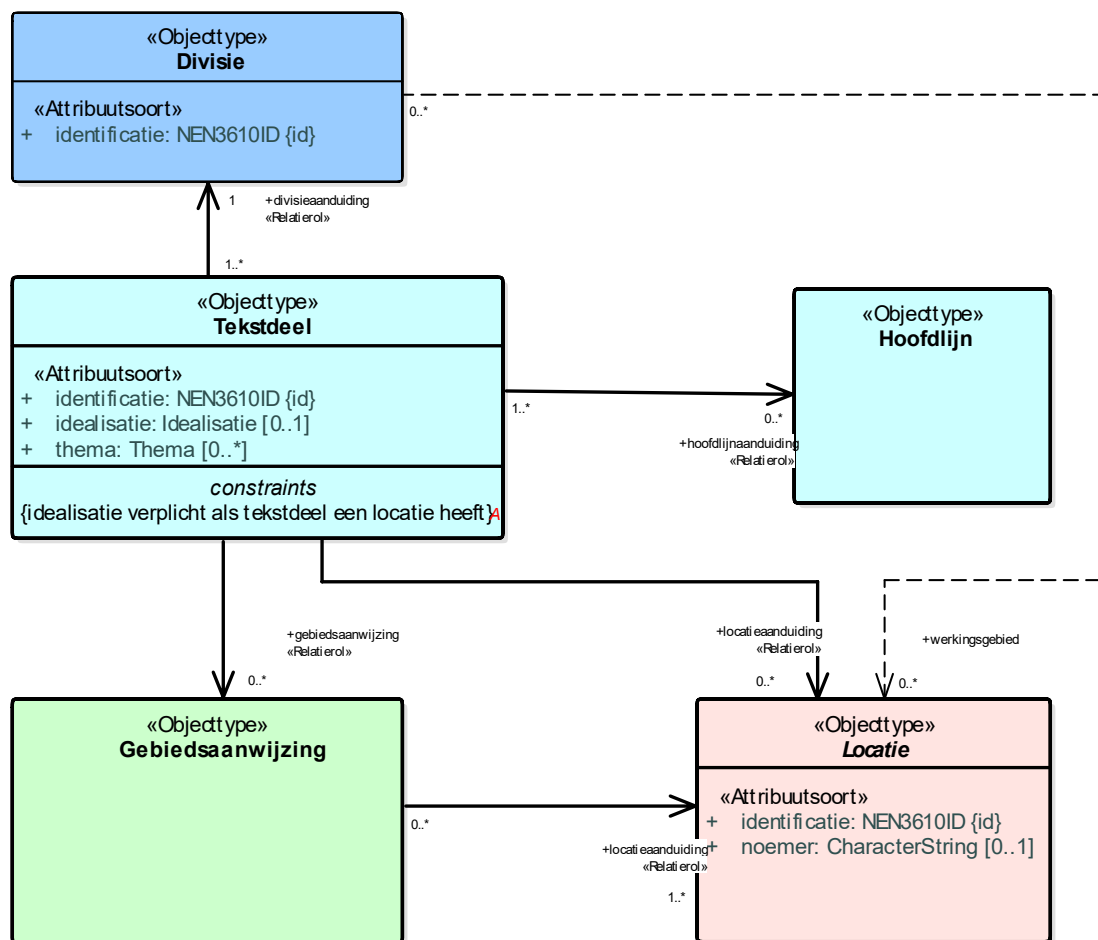 «Objecttype»
Divisie
«Attribuutsoort»
+ identificatie: NEN3610ID {id}
0..*
1
+divisieaanduiding
«Relatierol»
1..*
«Objecttype»
Tekstdeel
«Attribuutsoort»
+ identificatie: NEN3610ID {id}
+ idealisatie: Idealisatie [0..1]
+ thema: Thema [0..*]
constraints
{idealisatie verplicht als tekstdeel een locatie heeft}
«Objecttype»
Hoofdlijn
1..*
0..*
+hoofdlijnaanduiding
«Relatierol»
+gebiedsaanwijzing
«Relatierol»
0..*
+locatieaanduiding
«Relatierol»
0..*
+werkingsgebied
0..*
«Objecttype»
Gebiedsaanwijzing
0..*
+locatieaanduiding
«Relatierol»
1..*
«Objecttype»
Locatie
«Attribuutsoort»
+ identificatie: NEN3610ID {id}
+ noemer: CharacterString [0..1]